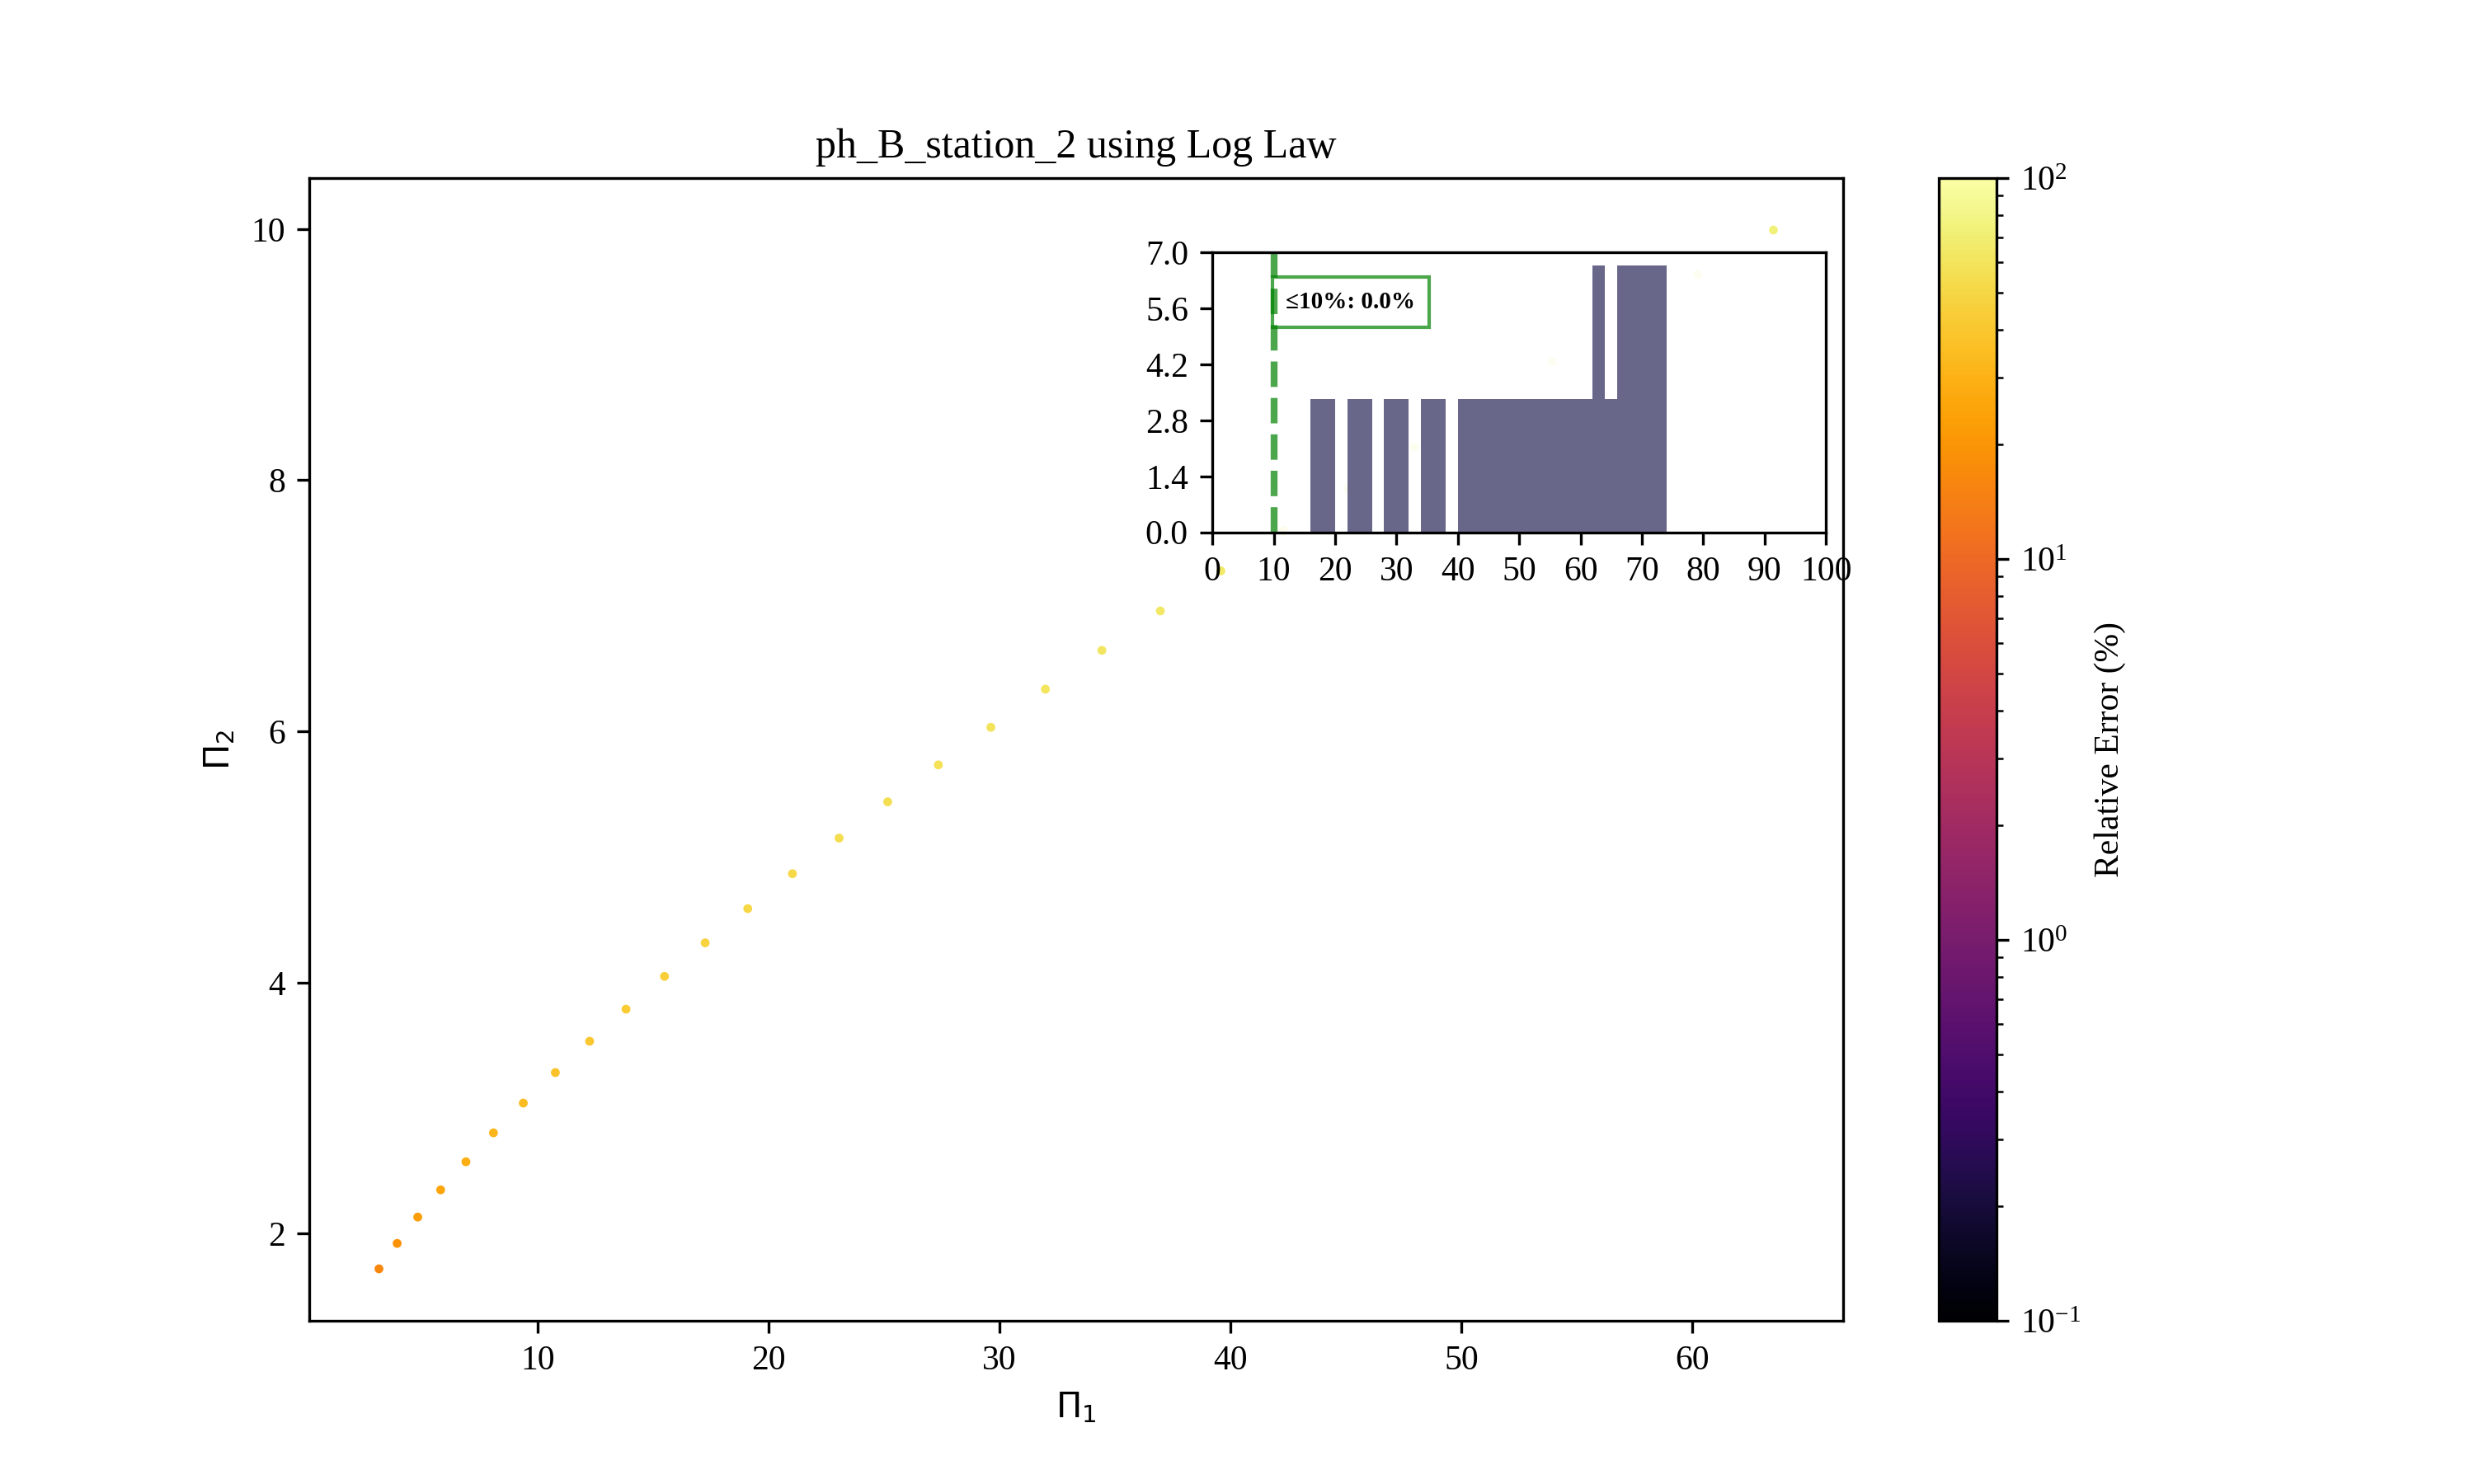 ph_B_station_2 using Log Law
10
8
6
4
2
Π₂
10 20 30 40 50 60
Π₁
7.0
5.6
4.2
2.8
1.4
0.0
≤10%: 0.0%
0 10 20 30 40 50 60 70 80 90 100
10²
10¹
10⁰
10⁻¹
Relative Error (%)